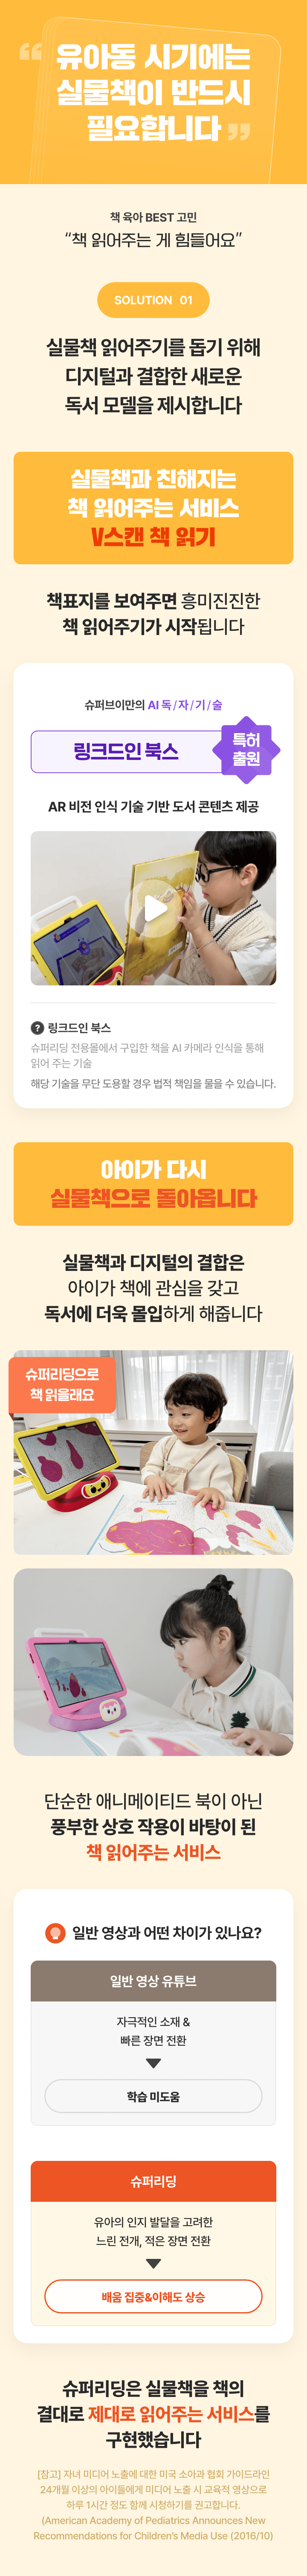 “유아동 시기에는
실물책이 반드시
필요합니다”
책 육아 BEST 고민
“책 읽어주는 게 힘들어요”
SOLUTION 01
실물책 읽어주기를 돕기 위해
디지털과 결합한 새로운
독서 모델을 제시합니다
실물책과 친해지는
책 읽어주는 서비스
V스캔 책 읽기
책표지를 보여주면 흥미진진한
책 읽어주기가 시작됩니다
슈퍼브이만의 AI 독/자/기/술
링크드인 북스
특허
출원
AR 비전 인식 기술 기반 도서 콘텐츠 제공
? 링크드인 북스
슈퍼리딩 전용몰에서 구입한 책을 AI 카메라 인식을 통해
읽어 주는 기술
해당 기술을 무단 도용할 경우 법적 책임을 물을 수 있습니다.
아이가 다시
실물책으로 돌아옵니다
실물책과 디지털의 결합은
아이가 책에 관심을 갖고
독서에 더욱 몰입하게 해줍니다
슈퍼리딩으로
책 읽을래요
단순한 애니메이티드 북이 아닌
풍부한 상호 작용이 바탕이 된
책 읽어주는 서비스
일반 영상과 어떤 차이가 있나요?
일반 영상 유튜브
자극적인 소재 &
빠른 장면 전환
학습 미도움
슈퍼리딩
유아의 인지 발달을 고려한
느린 전개, 적은 장면 전환
배움 집중&이해도 상승
슈퍼리딩은 실물책을 책의
결대로 제대로 읽어주는 서비스를
구현했습니다
[참고] 자녀 미디어 노출에 대한 미국 소아과 협회 가이드라인
24개월 이상의 아이들에게 미디어 노출 시 교육적 영상으로
하루 1시간 정도 함께 시청하기를 권고합니다.
(American Academy of Pediatrics Announces New
Recommendations for Children's Media Use (2016/10)